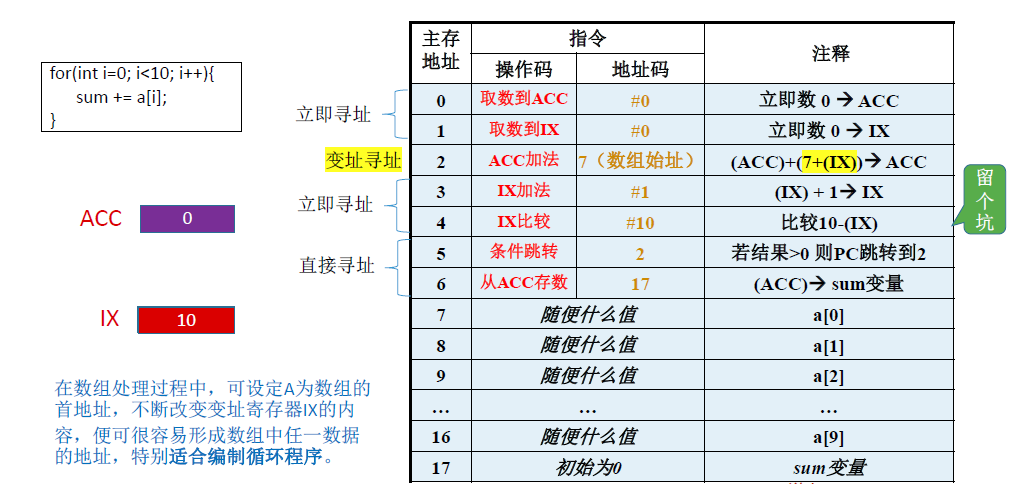 for(int i=0; i<10; i++){
sum += a[i];
}
立即寻址
变址寻址
立即寻址
直接寻址
ACC 0
IX 10
在数组处理过程中，可设定A为数组的
首地址，不断改变变址寄存器IX的内
容，便可很容易形成数组中任一数据
的地址，特别适合编制循环程序。
主存地址 指令 注释
操作码 地址码
0 取数到ACC #0 立即数 0 → ACC
1 取数到IX #0 立即数 0 → IX
2 ACC加法 7（数组始址） (ACC)+(7+(IX))→ ACC
3 IX加法 #1 (IX) + 1→ IX
4 IX比较 #10 比较10-(IX)
5 条件跳转 2 若结果>0 则PC跳转到2
6 从ACC存数 17 (ACC)→ sum变量
7 随便什么值 a[0]
8 随便什么值 a[1]
9 随便什么值 a[2]
… … …
16 随便什么值 a[9]
17 初始为0 sum变量
留个坑